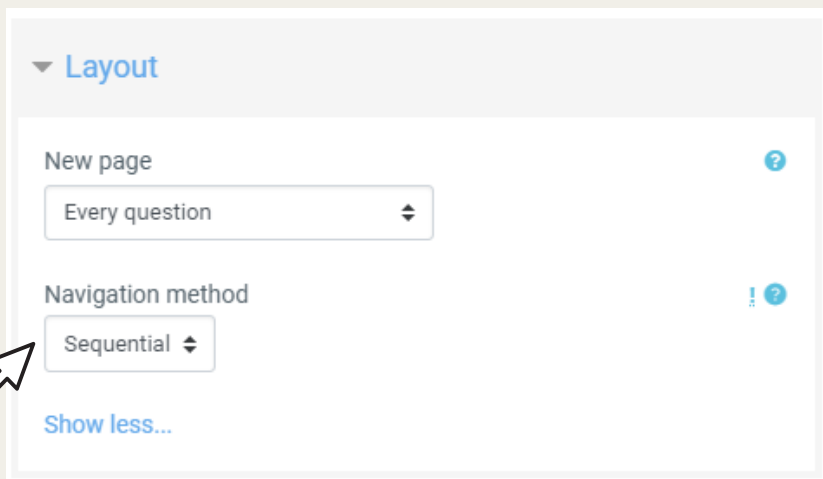 Layout
New page
Every question
Navigation method
!
Sequential
Show less...